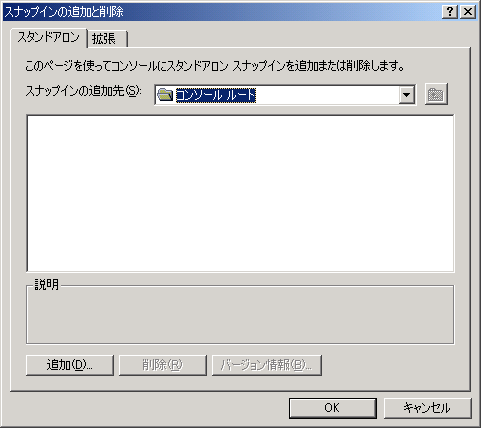 スナップインの追加と削除
スタンドアロン 拡張
このページを使ってコンソールにスタンドアロン スナップインを追加または削除します。
スナップインの追加先(S): コンソール ルート
説明
追加(D)... 削除(R) バージョン情報(B)...
OK キャンセル